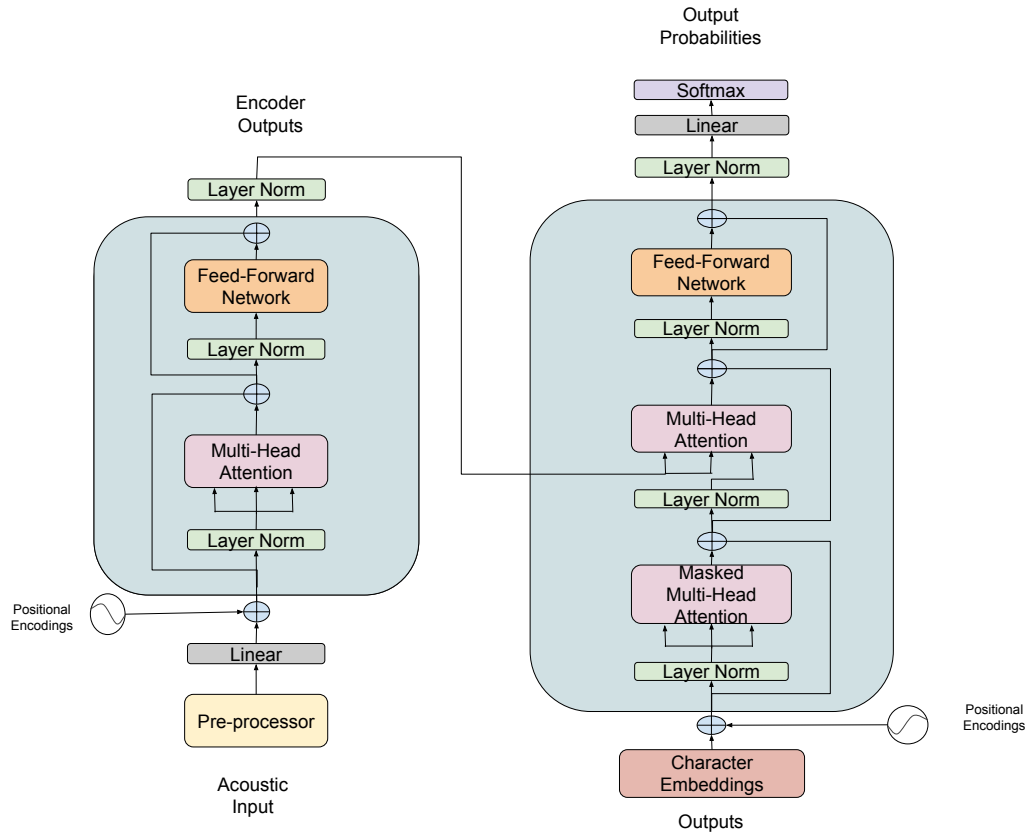 Encoder
Outputs
Layer Norm
Feed-Forward
Network
Layer Norm
Multi-Head
Attention
Layer Norm
Positional
Encodings
Linear
Pre-processor
Acoustic
Input
Output
Probabilities
Softmax
Linear
Layer Norm
Feed-Forward
Network
Layer Norm
Multi-Head
Attention
Layer Norm
Masked
Multi-Head
Attention
Layer Norm
Positional
Encodings
Character
Embeddings
Outputs